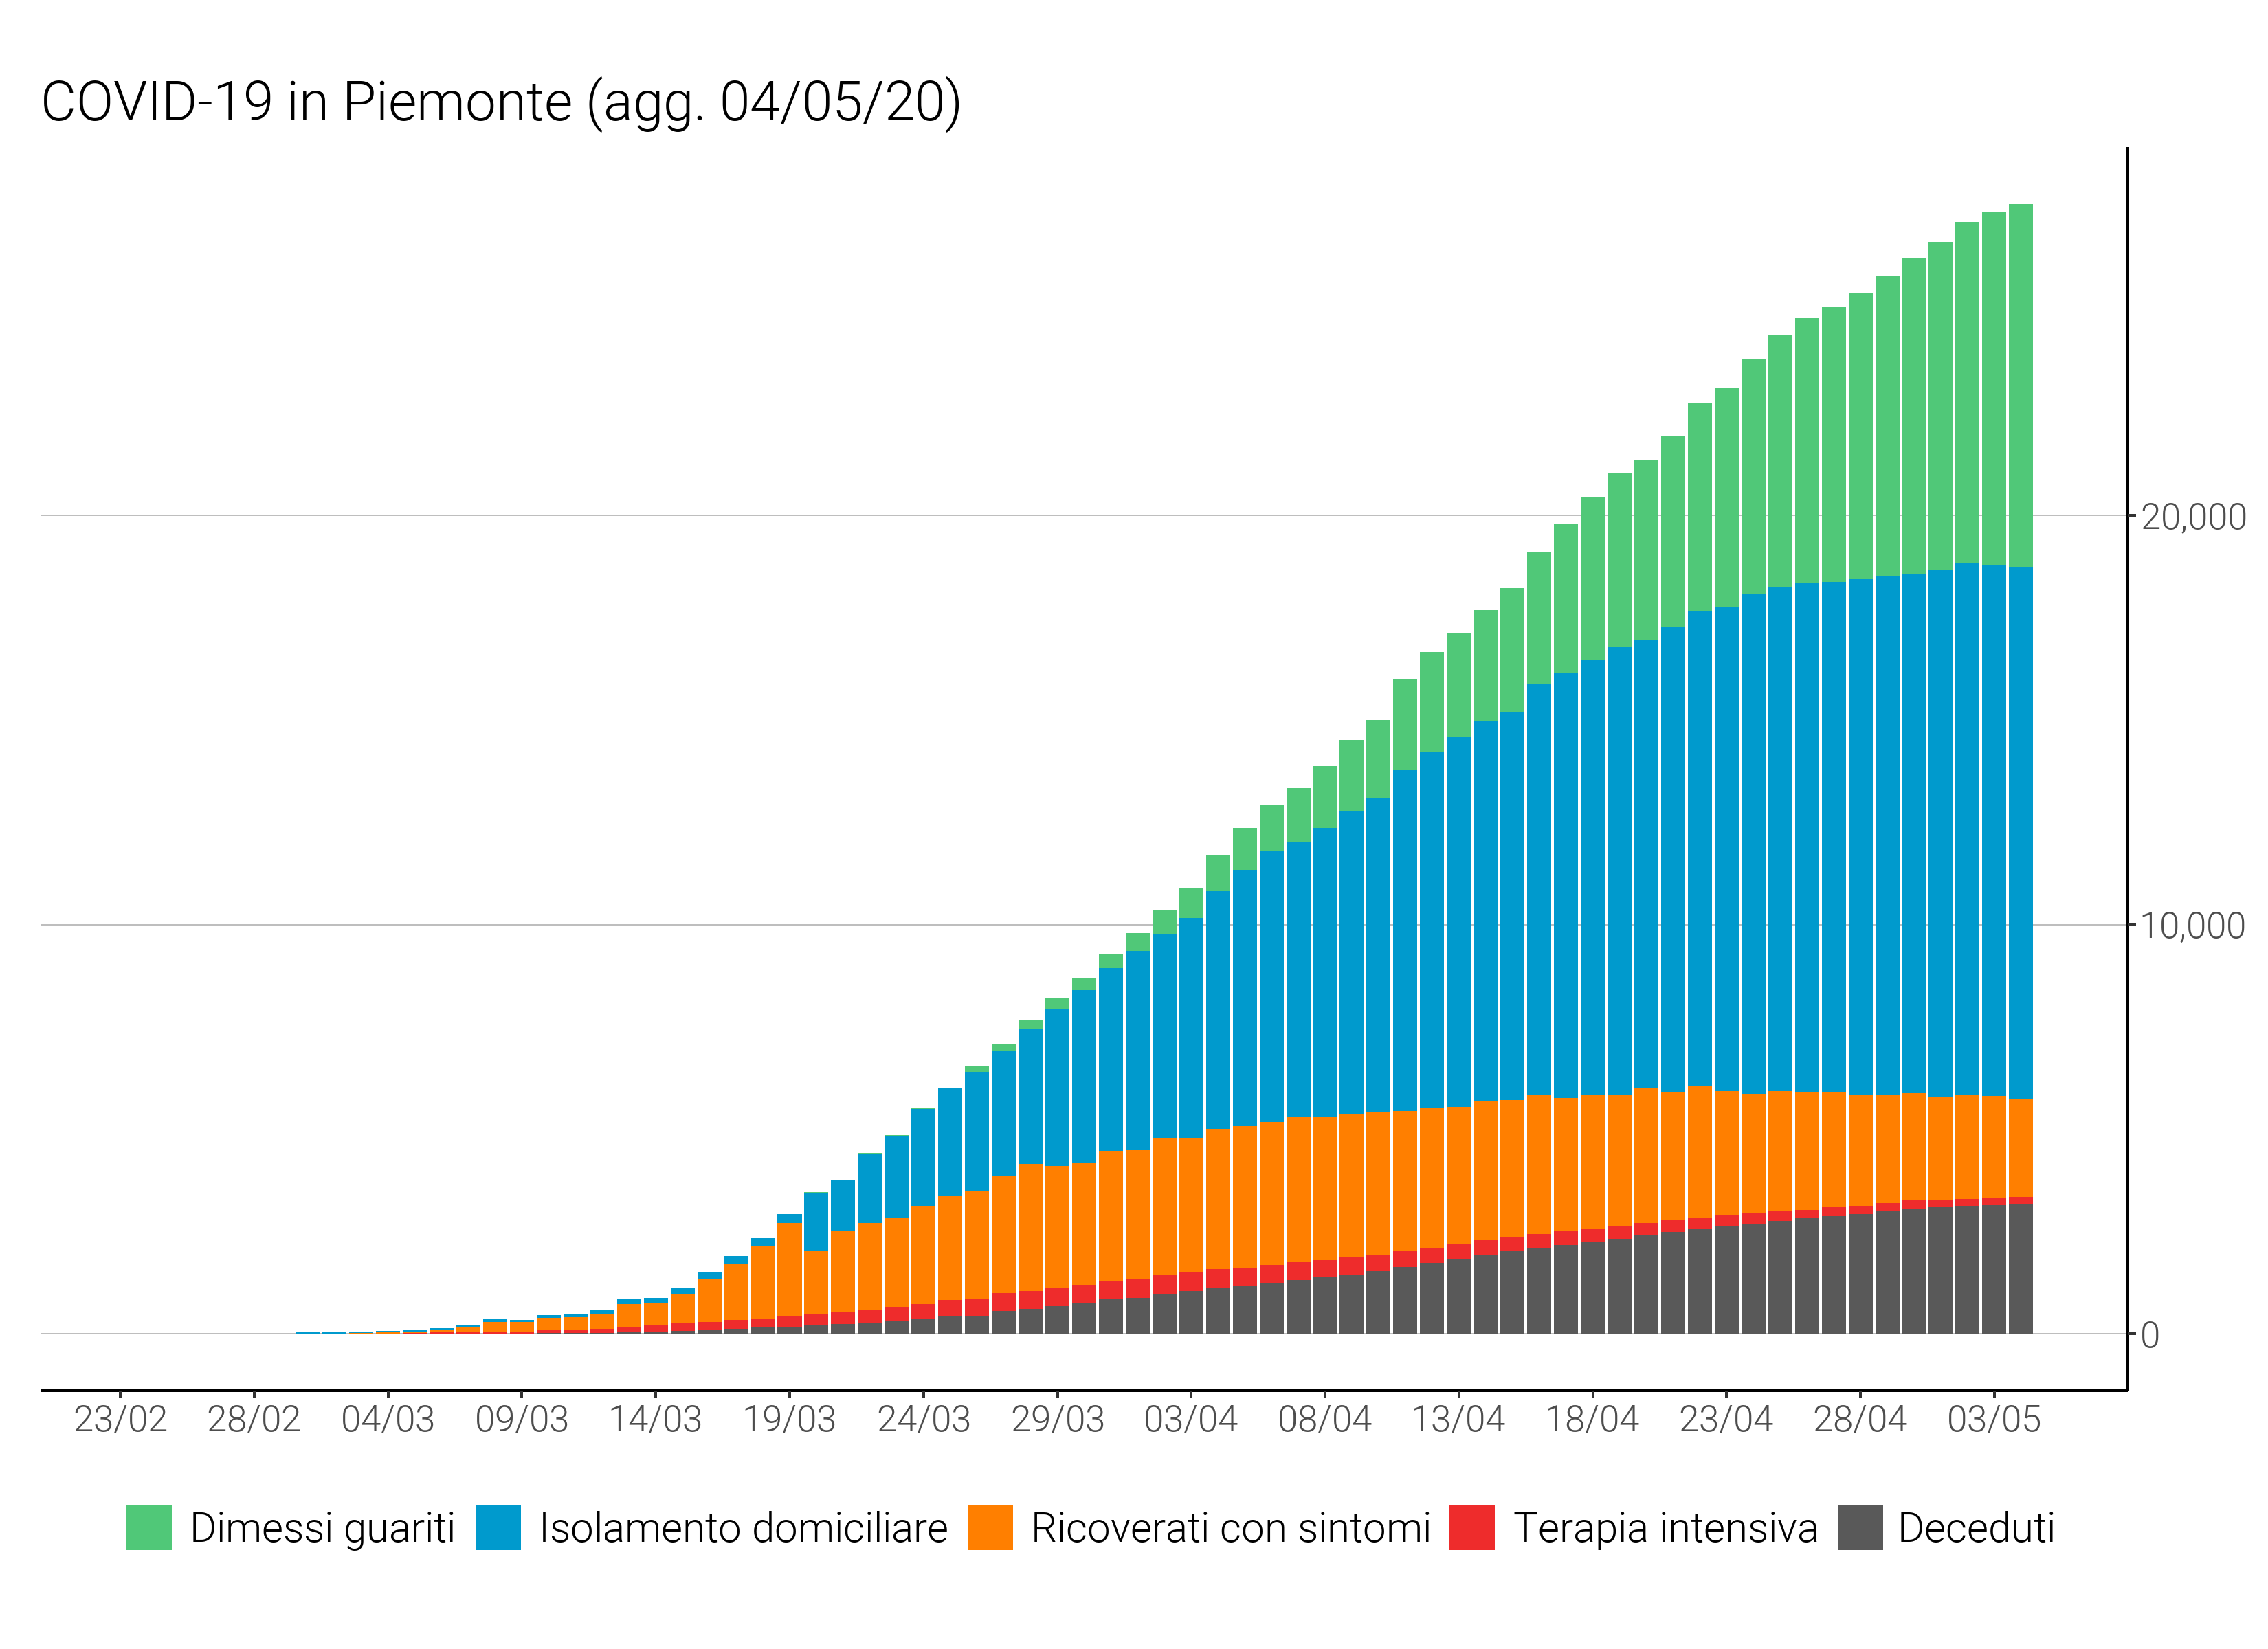 COVID-19 in Piemonte (agg. 04/05/20)
20,000
10,000
0
23/02 28/02 04/03 09/03 14/03 19/03 24/03 29/03 03/04 08/04 13/04 18/04 23/04 28/04 03/05
Dimessi guariti Isolamento domiciliare Ricoverati con sintomi Terapia intensiva Deceduti